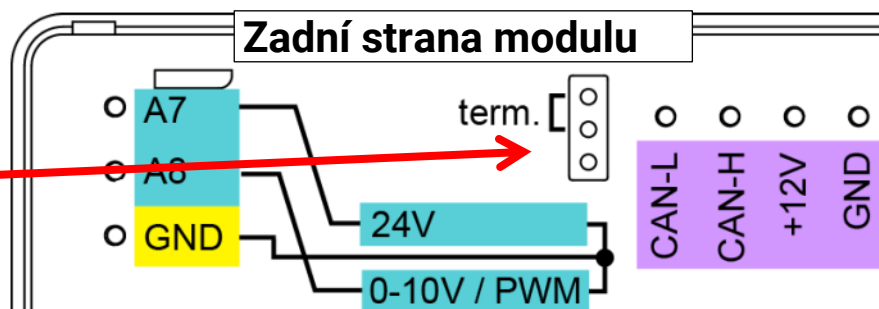 Zadní strana modulu
A7
A8
GND
term.
24V
0-10V / PWM
CAN-L
CAN-H
+12V
GND